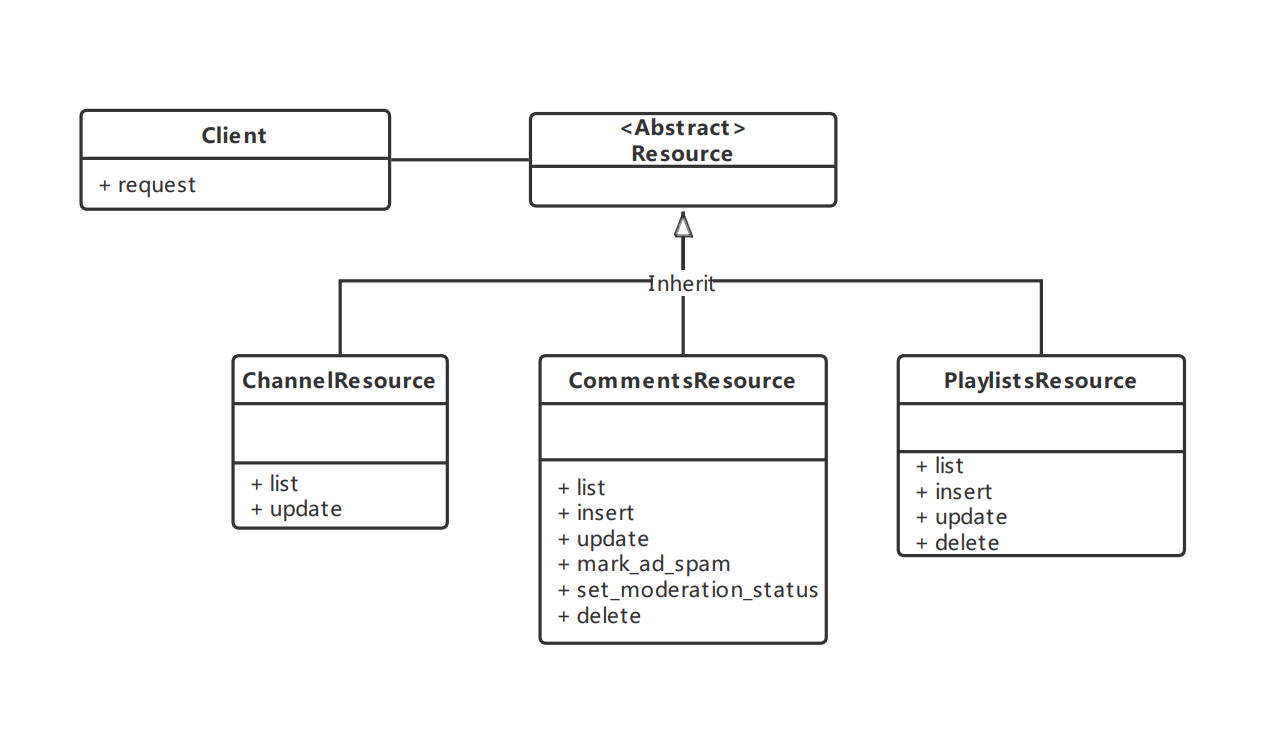 Client
+ request
<Abstract>
Resource
Inherit
ChannelResource
+ list
+ update
CommentsResource
+ list
+ insert
+ update
+ mark_ad_spam
+ set_moderation_status
+ delete
PlaylistsResource
+ list
+ insert
+ update
+ delete